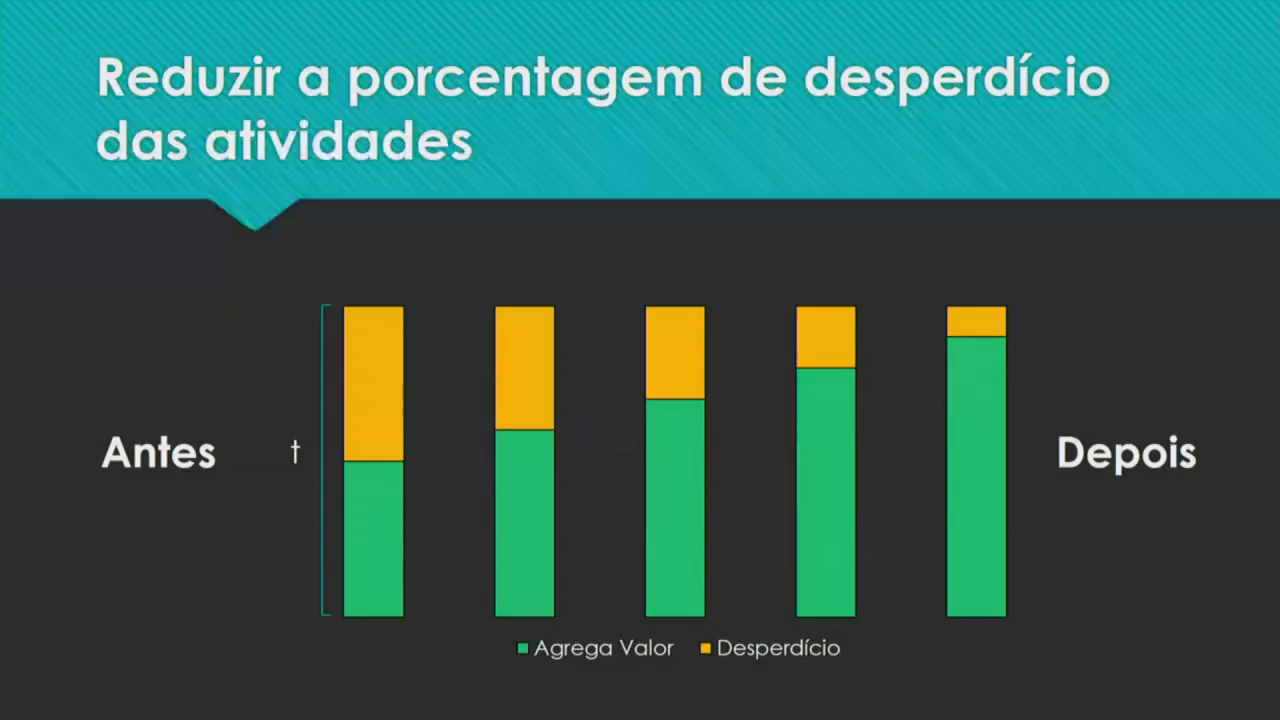 Reduzir a porcentagem de desperdício
das atividades
Antes
t
Depois
Agrega Valor
Desperdício